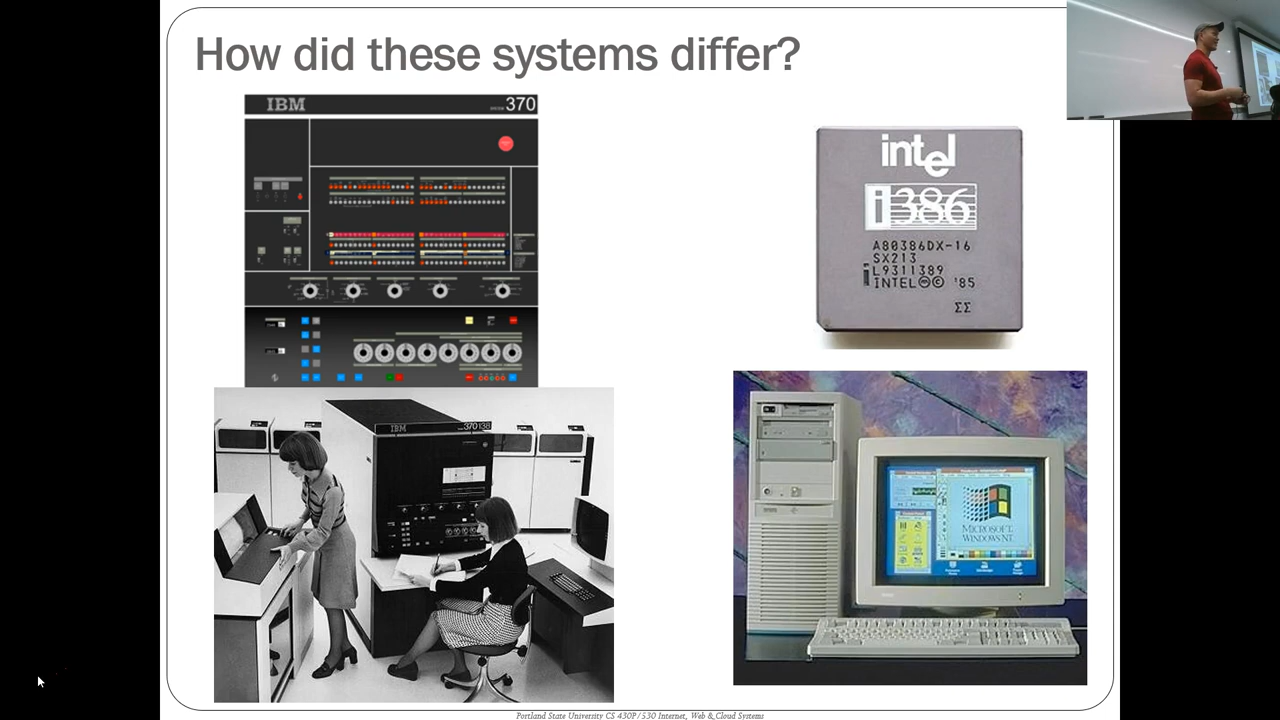 How did these systems differ?
IBM
370
intel
i386
A80386DX-16
SX213
L9311389
INTEL Ⓜ© '85
ΣΣ
IBM
370 138
MICROSOFT
WINDOWS NT
Portland State University CS 430P/530 Internet, Web & Cloud Systems